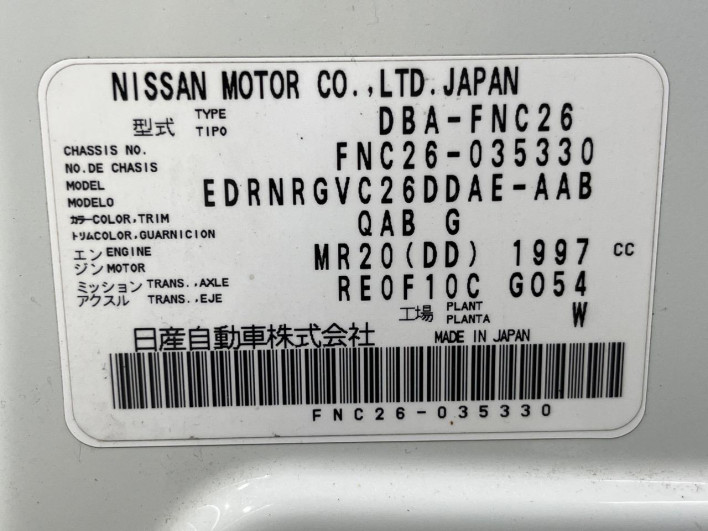 NISSAN MOTOR CO.,LTD.JAPAN
型式 TYPE TIPO DBA-FNC26
CHASSIS NO. NO.DE CHASIS FNC26-035330
MODEL MODELO EDRNRGVC26DDAE-AAB
カラーCOLOR,TRIM トリムCOLOR,GUARNICION QAB G
エンジン ENGINE MOTOR MR20(DD) 1997 CC
ミッション アクスル TRANS.,AXLE TRANS.,EJE RE0F10C GO54
工場 PLANT PLANTA W
日産自動車株式会社 MADE IN JAPAN
FNC26-035330